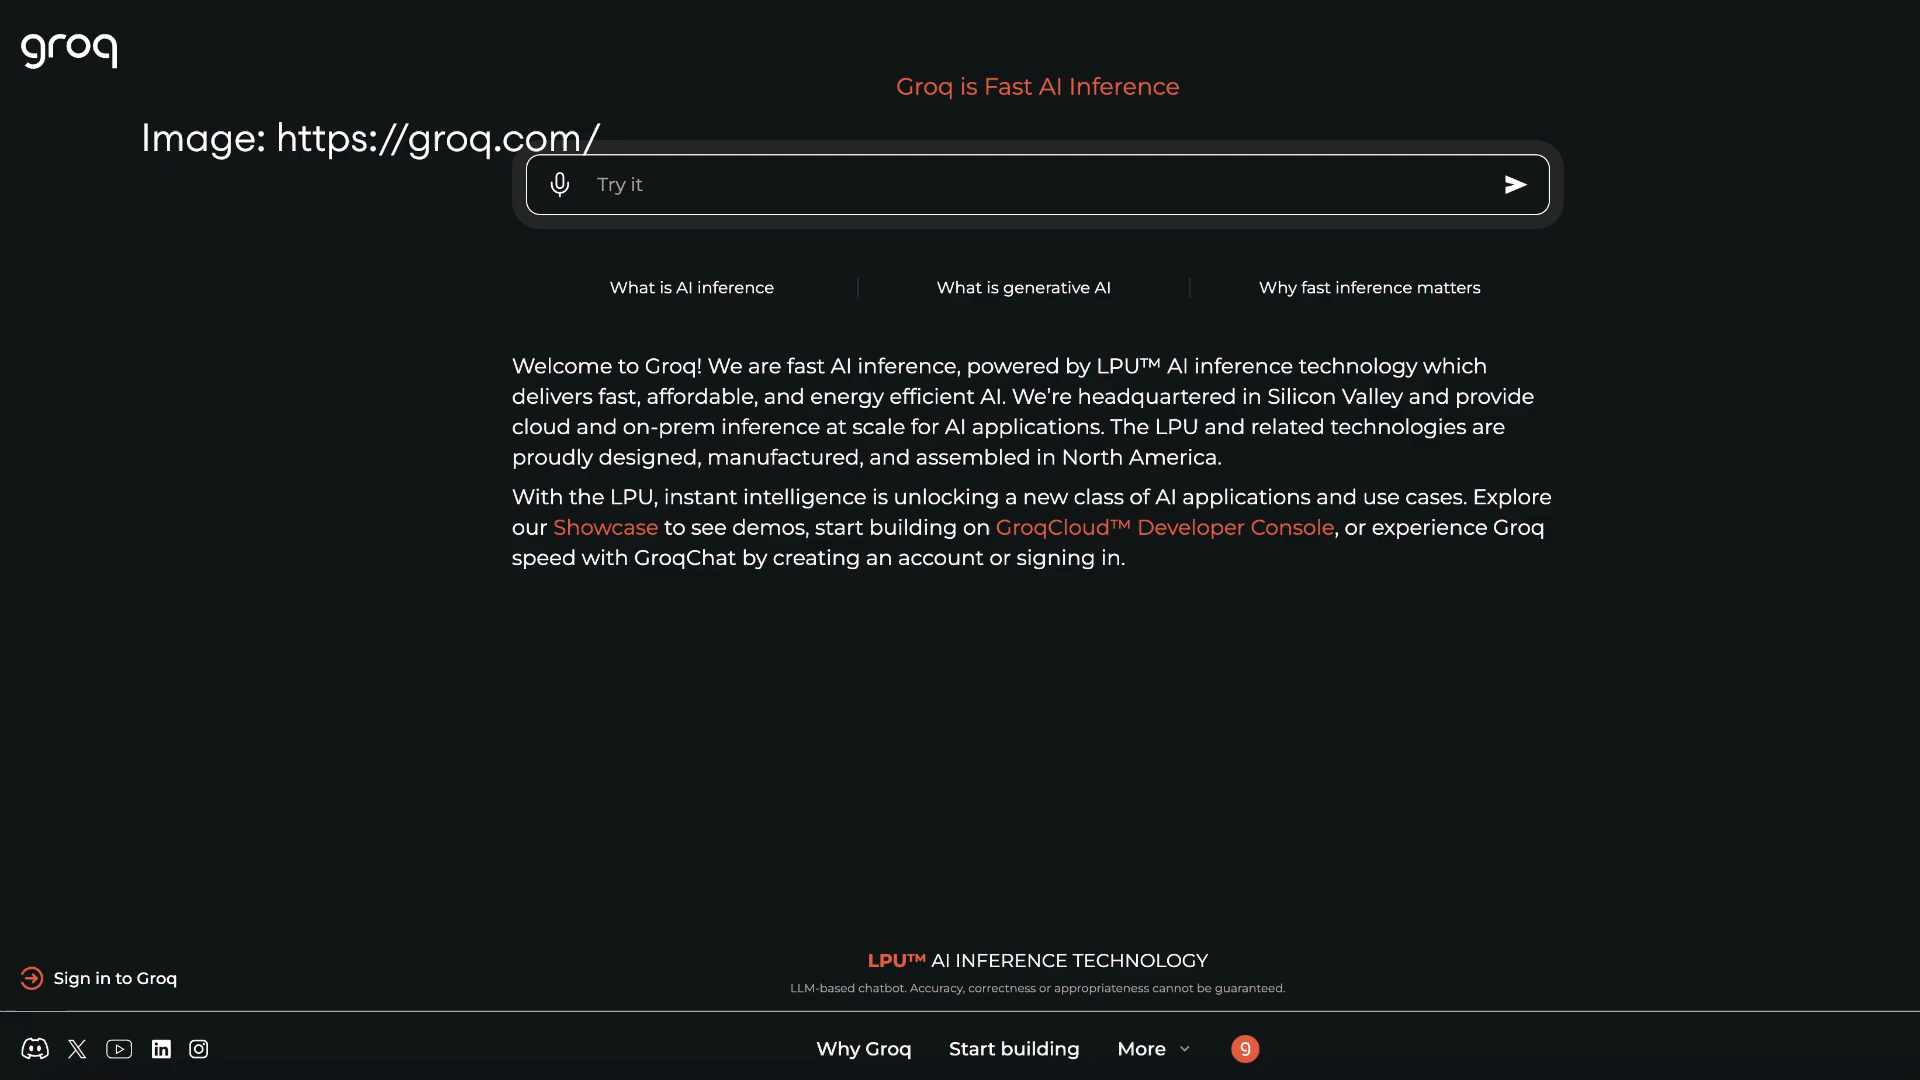 groq
Groq is Fast AI Inference
Image: https://groq.com/
Try it
What is AI inference
What is generative AI
Why fast inference matters
Welcome to Groq! We are fast AI inference, powered by LPU™ AI inference technology which
delivers fast, affordable, and energy efficient AI. We’re headquartered in Silicon Valley and provide
cloud and on-prem inference at scale for AI applications. The LPU and related technologies are
proudly designed, manufactured, and assembled in North America.
With the LPU, instant intelligence is unlocking a new class of AI applications and use cases. Explore
our Showcase to see demos, start building on GroqCloud™ Developer Console, or experience Groq
speed with GroqChat by creating an account or signing in.
LPU™ AI INFERENCE TECHNOLOGY
Sign in to Groq
LLM-based chatbot. Accuracy, correctness or appropriateness cannot be guaranteed.
Why Groq
Start building
More
g